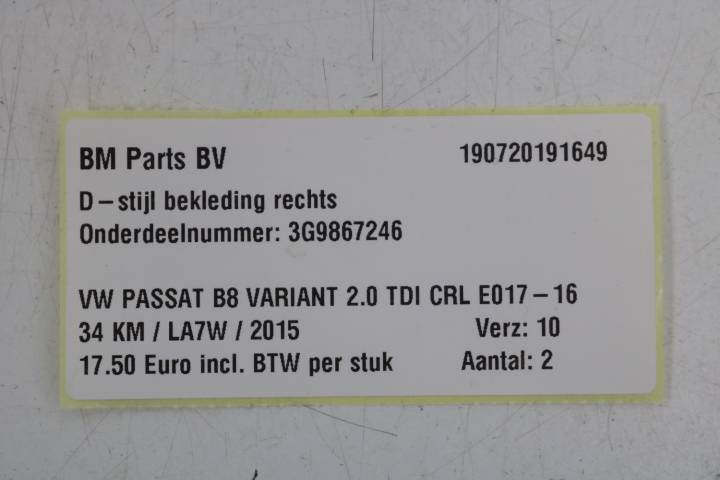 BM Parts BV 190720191649
D-stijl bekleding rechts
Onderdeelnummer: 3G9867246
VW PASSAT B8 VARIANT 2.0 TDI CRL E017-16
34 KM / LA7W / 2015 Verz: 10
17.50 Euro incl. BTW per stuk Aantal: 2